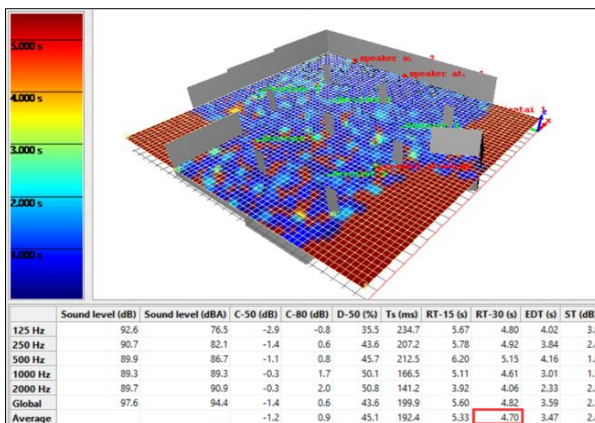 5.000 s
4.000 s
3.000 s
2.000 s
1.000 s
speaker
speaker at.
Sound level (dB) Sound level (dBA) C-50 (dB) C-80 (dB) D-50 (%) Ts (ms) RT-15 (s) RT-30 (s) EDT (s) ST (dB
125 Hz 92.6 76.5 -2.9 -0.8 35.5 234.7 5.67 4.80 4.02
250 Hz 90.7 82.1 -1.4 0.6 43.6 207.2 5.78 4.92 3.84
500 Hz 89.9 86.7 -1.1 0.8 45.7 212.5 6.20 5.15 4.16
1000 Hz 89.3 89.3 -0.3 1.7 50.1 166.5 5.11 4.61 3.01
2000 Hz 89.7 90.9 -0.3 2.0 50.8 141.2 3.92 4.06 2.33
Global 97.6 94.4 -1.4 0.6 43.6 199.9 5.60 4.82 3.59
Average -1.2 0.9 45.1 192.4 5.33 4.70 3.47